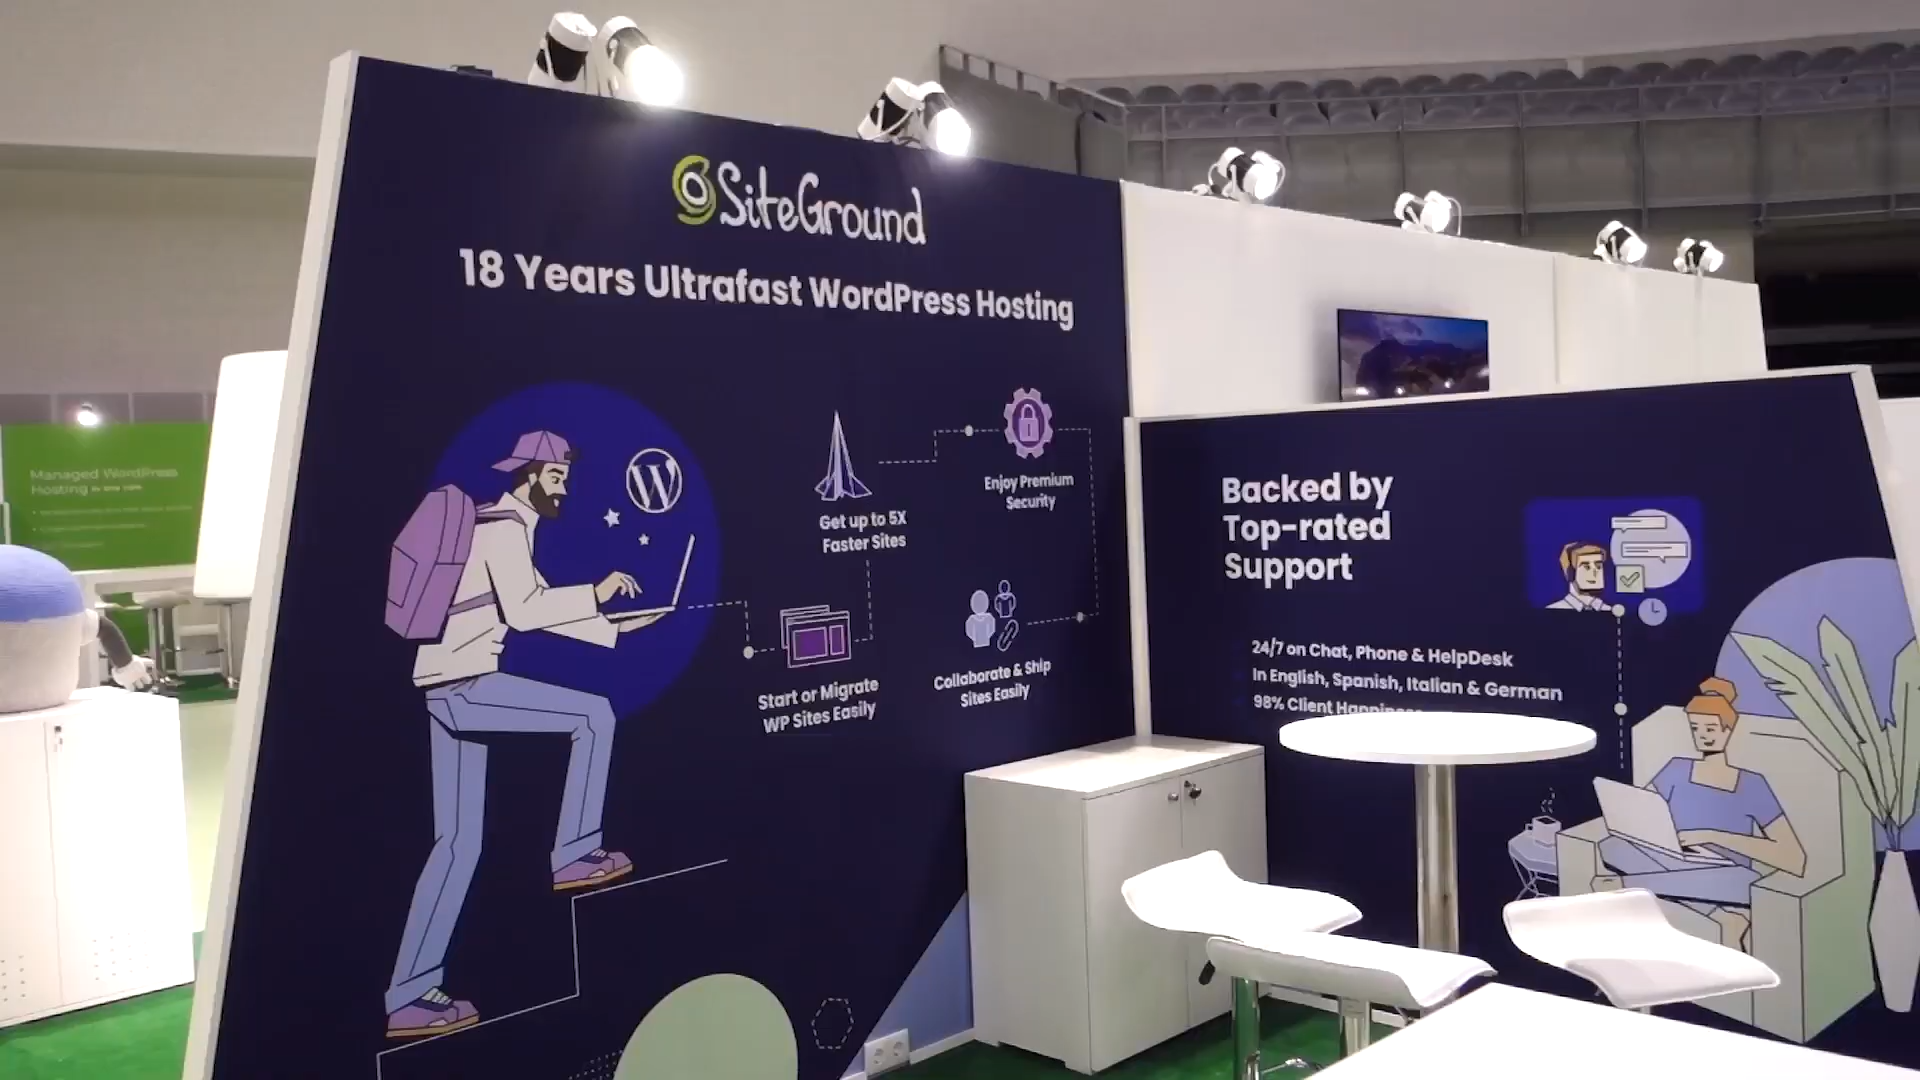 SiteGround
18 Years Ultrafast WordPress Hosting
Get up to 5X
Faster Sites
Enjoy Premium
Security
Start or Migrate
WP Sites Easily
Collaborate & Ship
Sites Easily
Backed by
Top-rated
Support
24/7 on Chat, Phone & HelpDesk
In English, Spanish, Italian & German
98% Client Happiness
Managed WordPress
Hosting